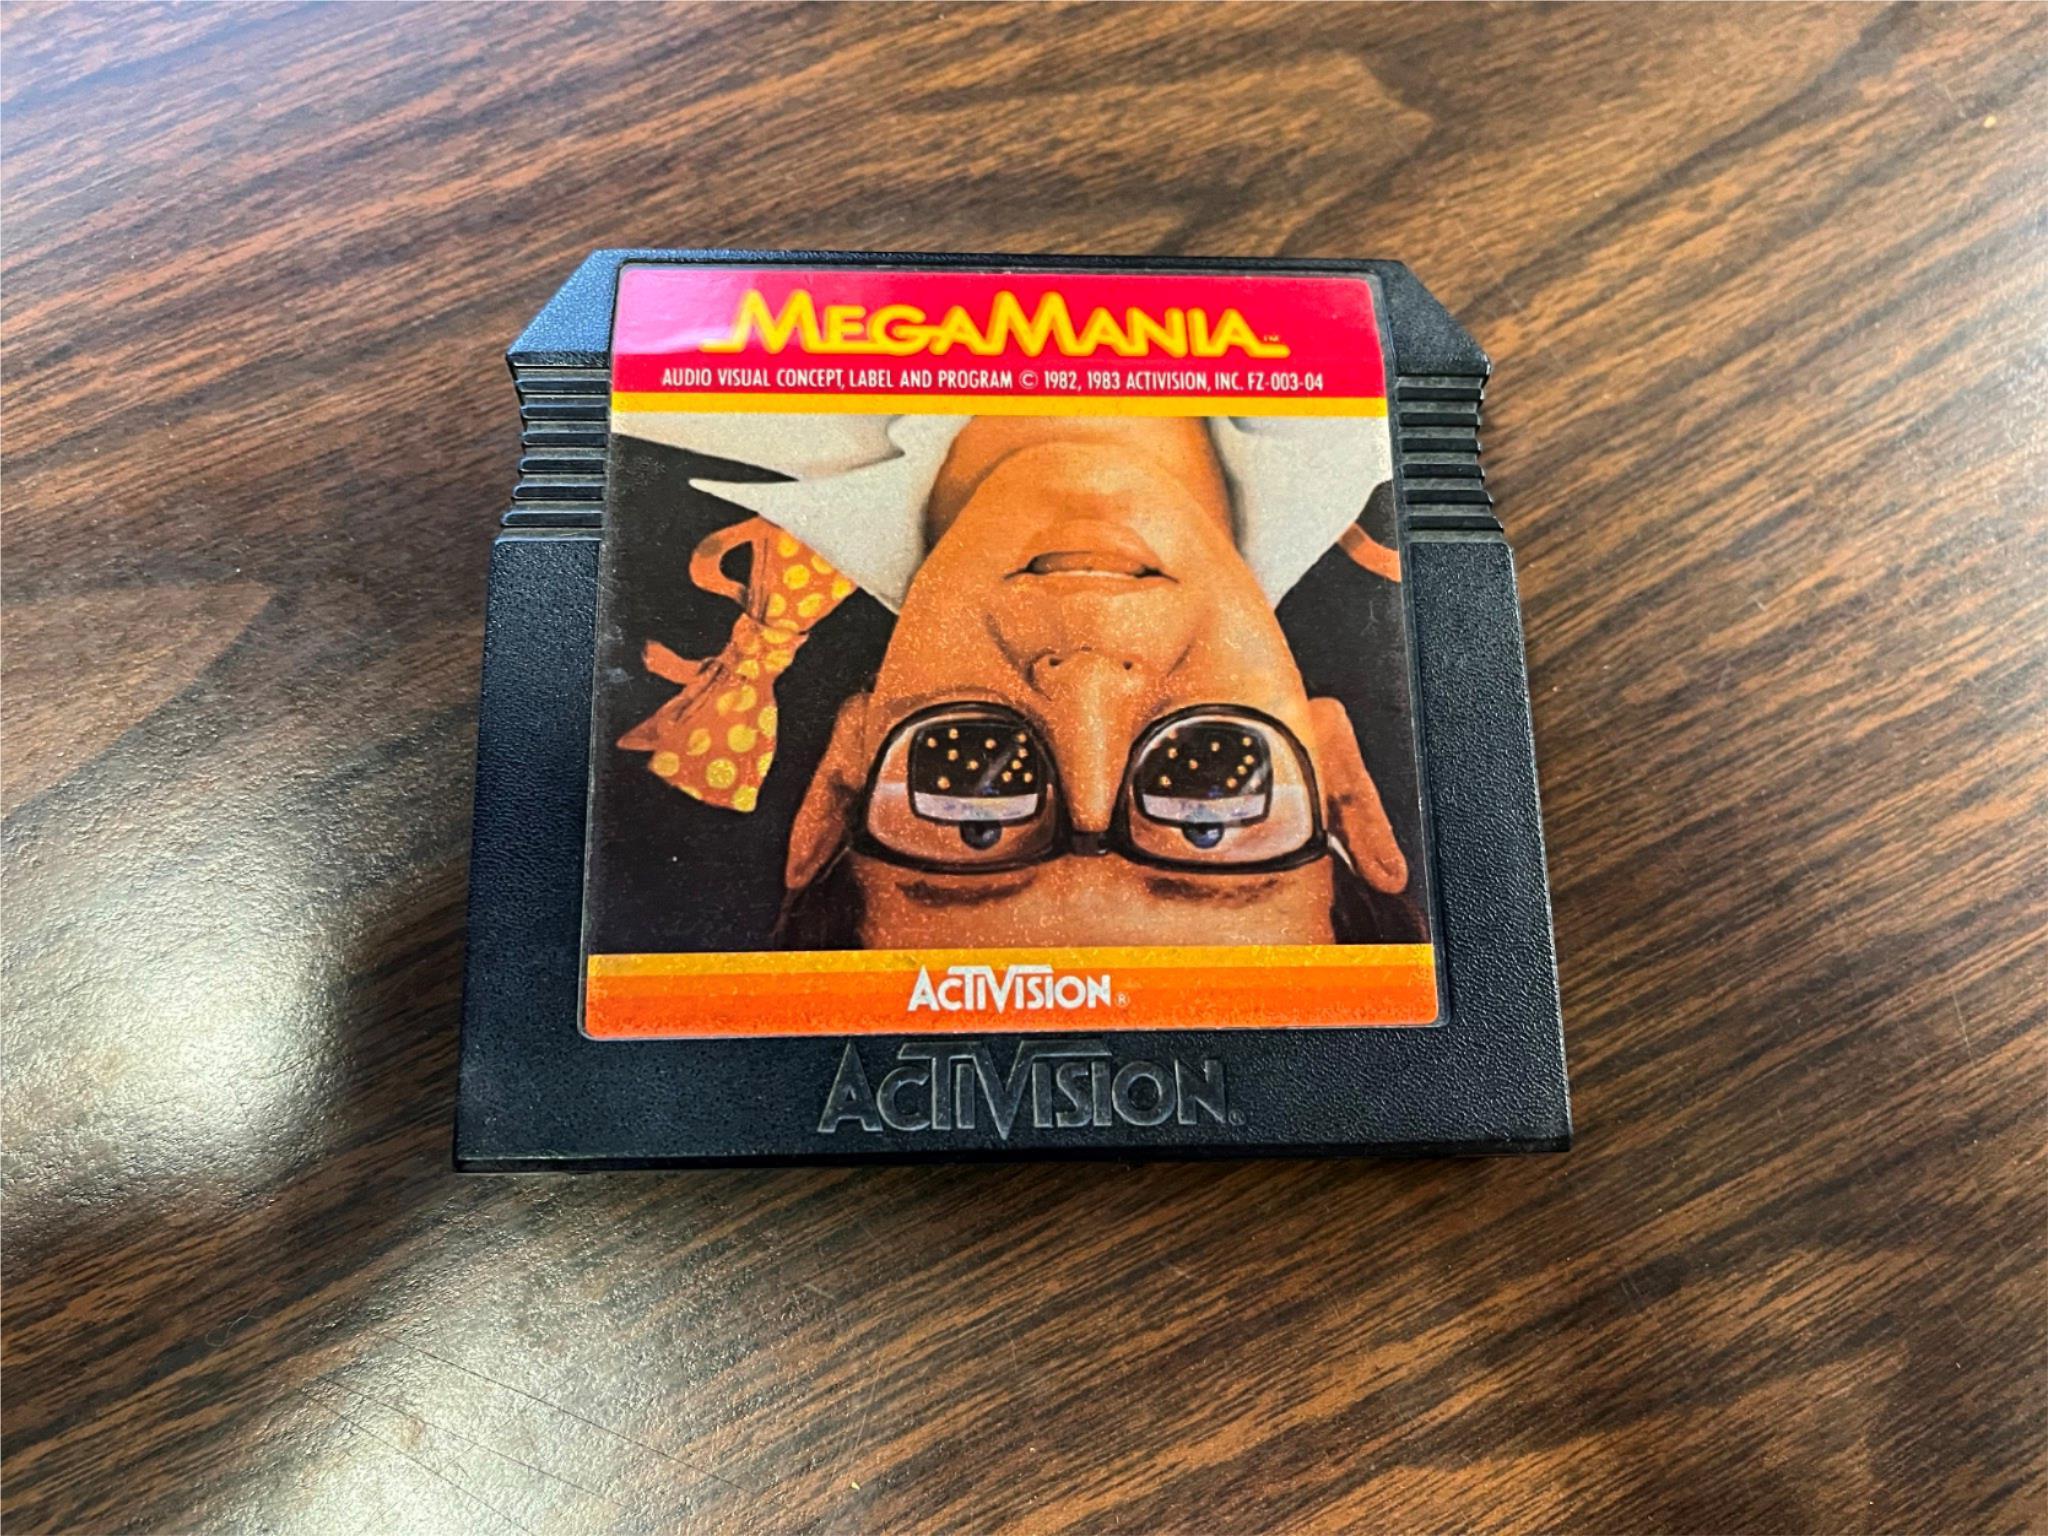 MEGAMANIA™
AUDIO VISUAL CONCEPT, LABEL AND PROGRAM © 1982, 1983 ACTIVISION, INC. FZ-003-04
ACTIVISION®
ACTIVISION®